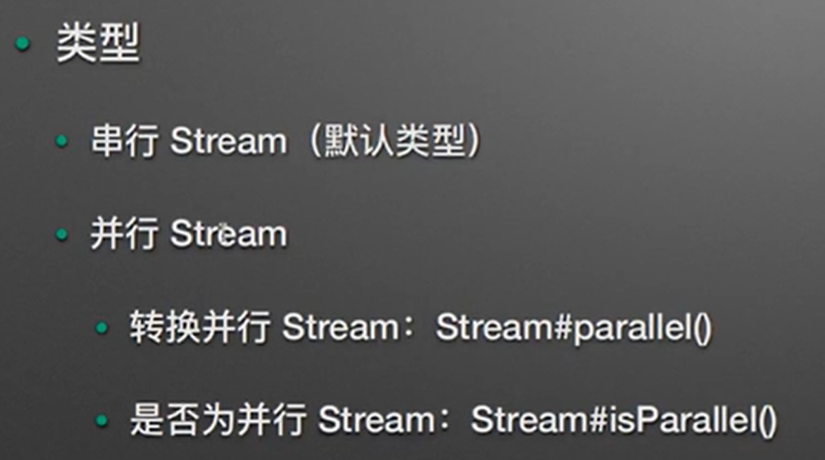 类型
串行 Stream（默认类型）
并行 Stream
转换并行 Stream：Stream#parallel()
是否为并行 Stream：Stream#isParallel()